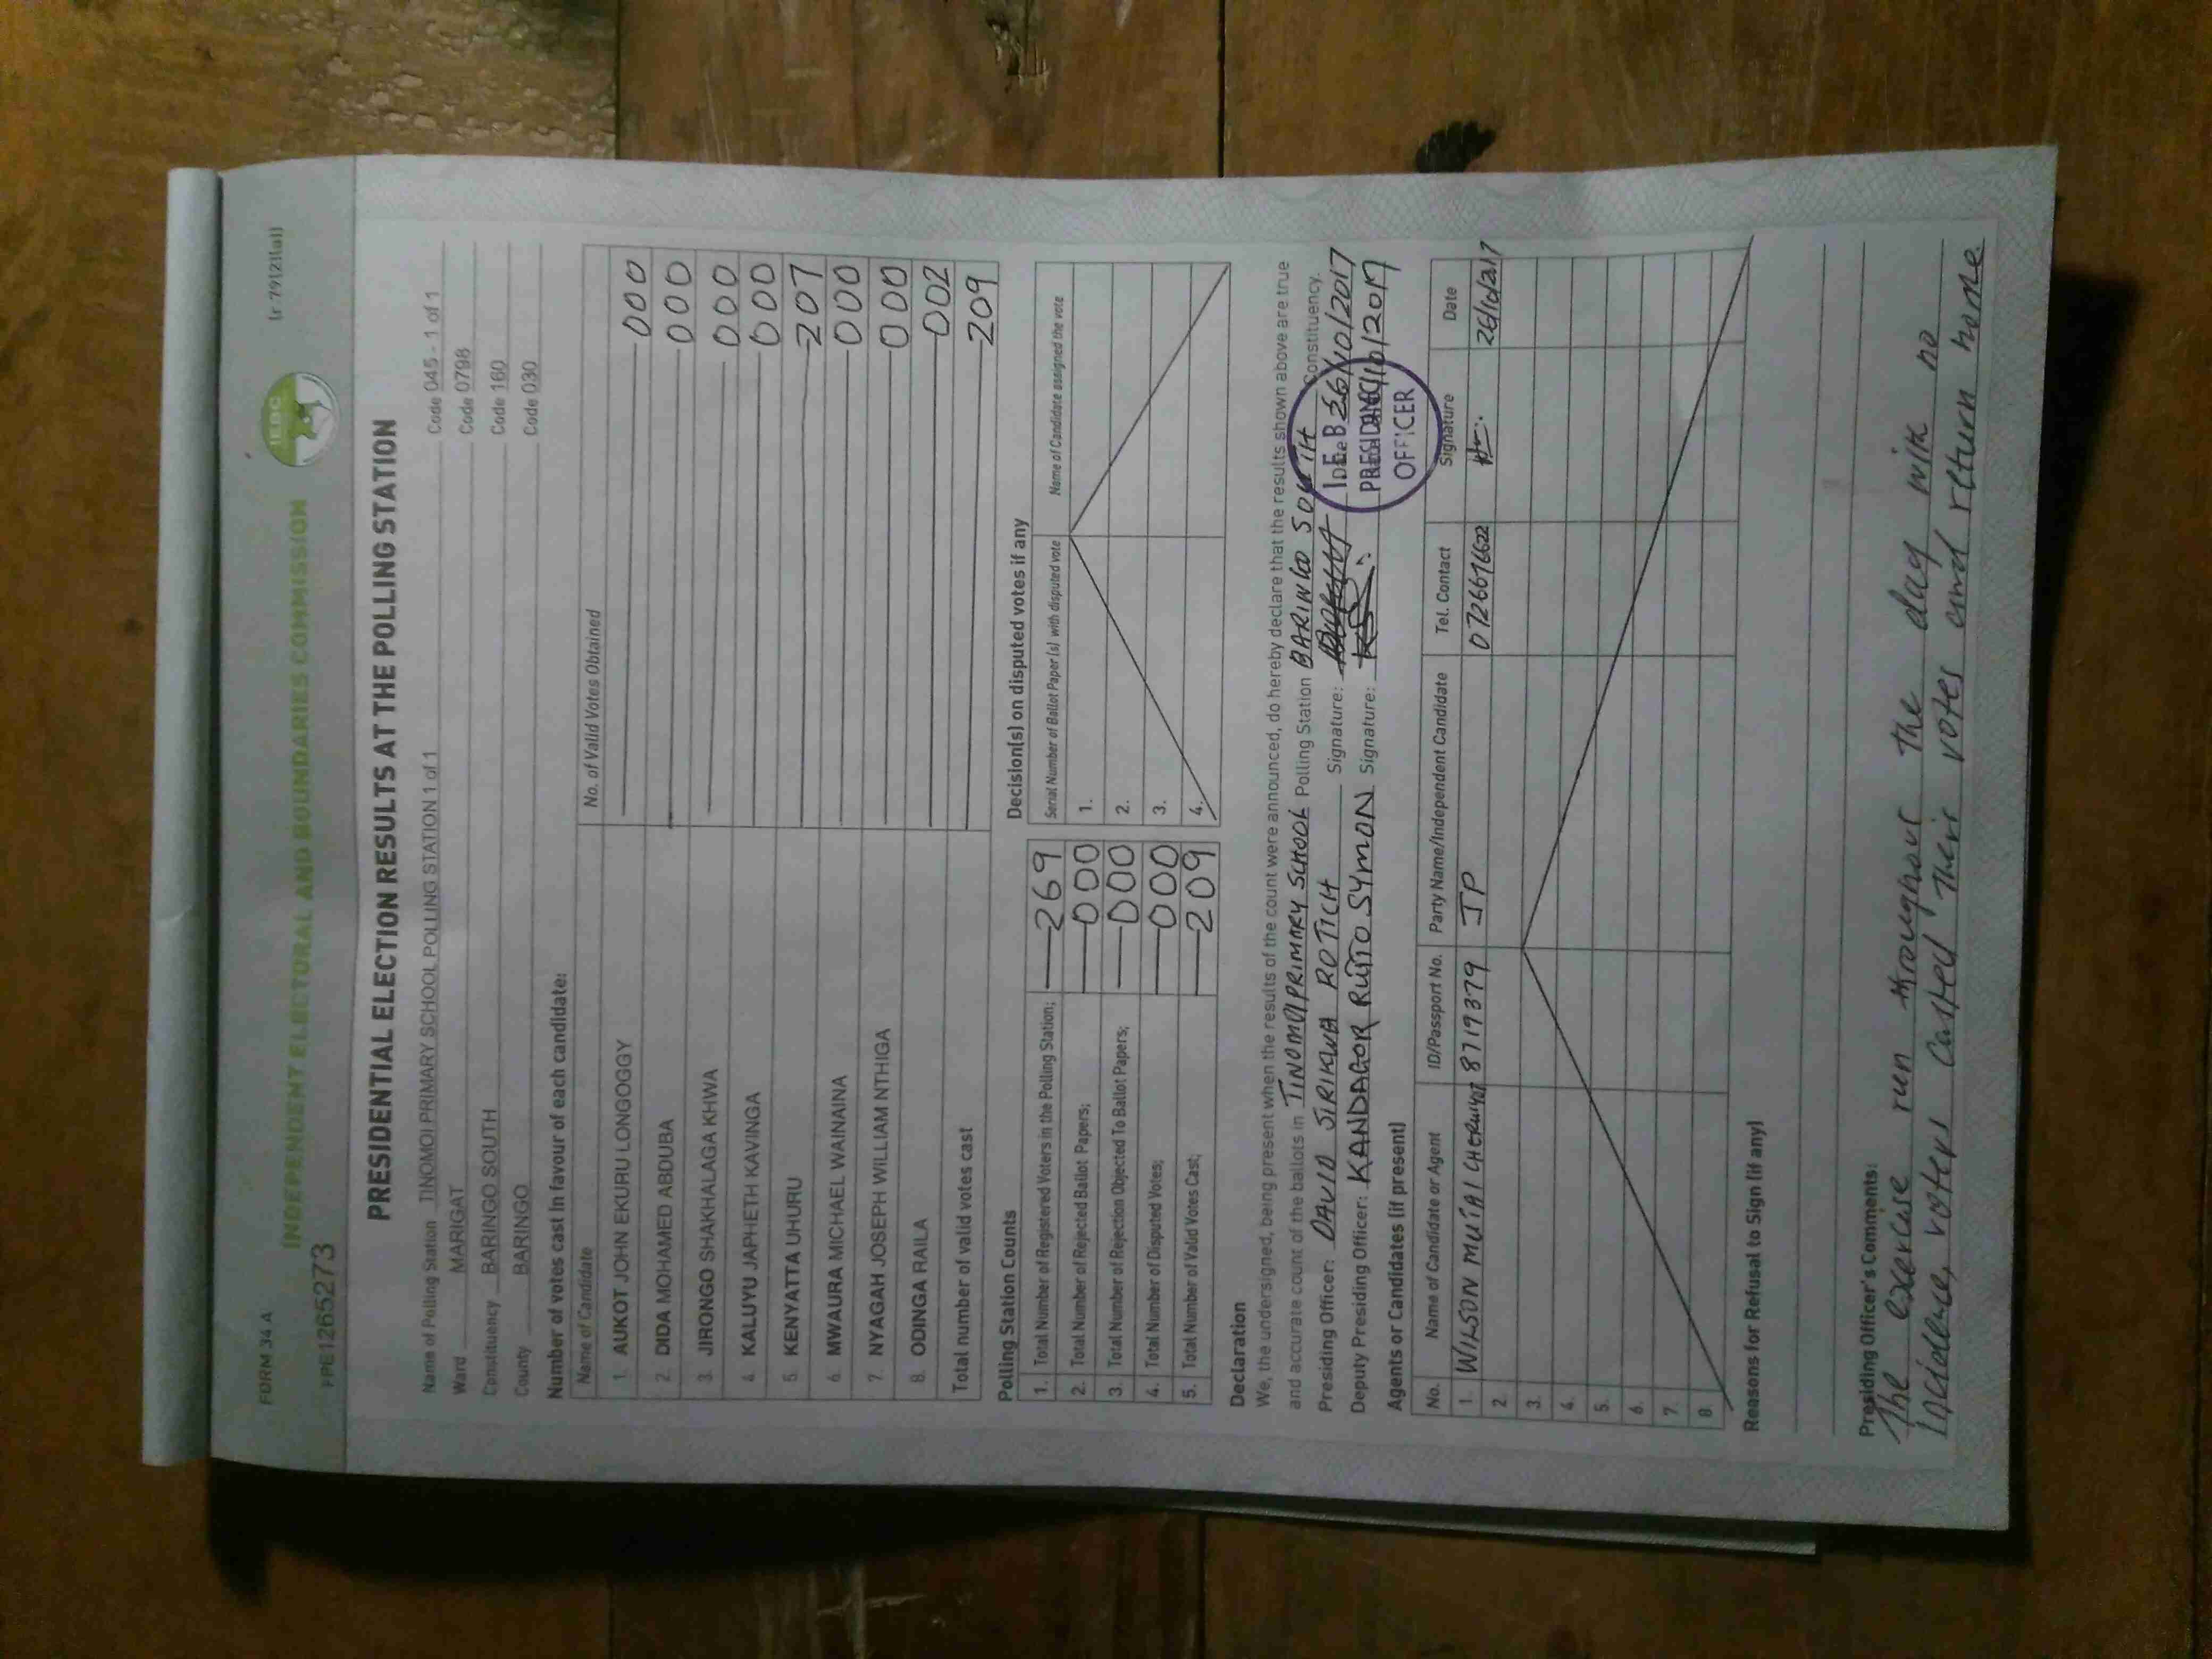 FORM 34 A
(r 79(2)(a))
FPE1265273
INDEPENDENT ELECTORAL AND BOUNDARIES COMMISSION
IEBC
PRESIDENTIAL ELECTION RESULTS AT THE POLLING STATION
Name of Polling Station TINOMOI PRIMARY SCHOOL POLLING STATION 1 of 1 Code 045 - 1 of 1
Ward MARIGAT Code 0798
Constituency BARINGO SOUTH Code 160
County BARINGO Code 030
Number of votes cast in favour of each candidate:
Name of Candidate No. of Valid Votes Obtained
1. AUKOT JOHN EKURU LONGOGGY 000
2. DIDA MOHAMED ABDUBA 000
3. JIRONGO SHAKHALAGA KHWA 000
4. KALUYU JAPHETH KAVINGA 000
5. KENYATTA UHURU 207
6. MWAURA MICHAEL WAINAINA 000
7. NYAGAH JOSEPH WILLIAM NTHIGA 000
8. ODINGA RAILA 002
Total number of valid votes cast 209
Polling Station Counts
1. Total Number of Registered Voters in the Polling Station; 269
2. Total Number of Rejected Ballot Papers; 000
3. Total Number of Rejection Objected To Ballot Papers; 000
4. Total Number of Disputed Votes; 000
5. Total Number of Valid Votes Cast; 209
Decision(s) on disputed votes if any
Serial Number of Ballot Paper(s) with disputed vote Name of Candidate assigned the vote
1.
2.
3.
4.
Declaration
We, the undersigned, being present when the results of the count were announced, do hereby declare that the results shown above are true
and accurate count of the ballots in TINOMOI PRIMARY SCHOOL Polling Station BARINGO SOUTH Constituency.
Presiding Officer: DAVID SIRIKWA ROTICH Signature: Date 26/10/2017
Deputy Presiding Officer: KANDAGOR RUTO SYMON Signature: /10/2017
PRESIDING
OFFICER
Agents or Candidates (if present)
No. Name of Candidate or Agent ID/Passport No. Party Name/Independent Candidate Tel. Contact Signature Date
1. WILSON MUTAI CHERUIYOT 8719379 JP 0726616622
2.
3.
4.
5.
6.
7.
8.
Reasons for Refusal to Sign (if any)
Presiding Officer's Comments:
The exercise run throughout the day with no
Incidence, voters casted their votes and return home